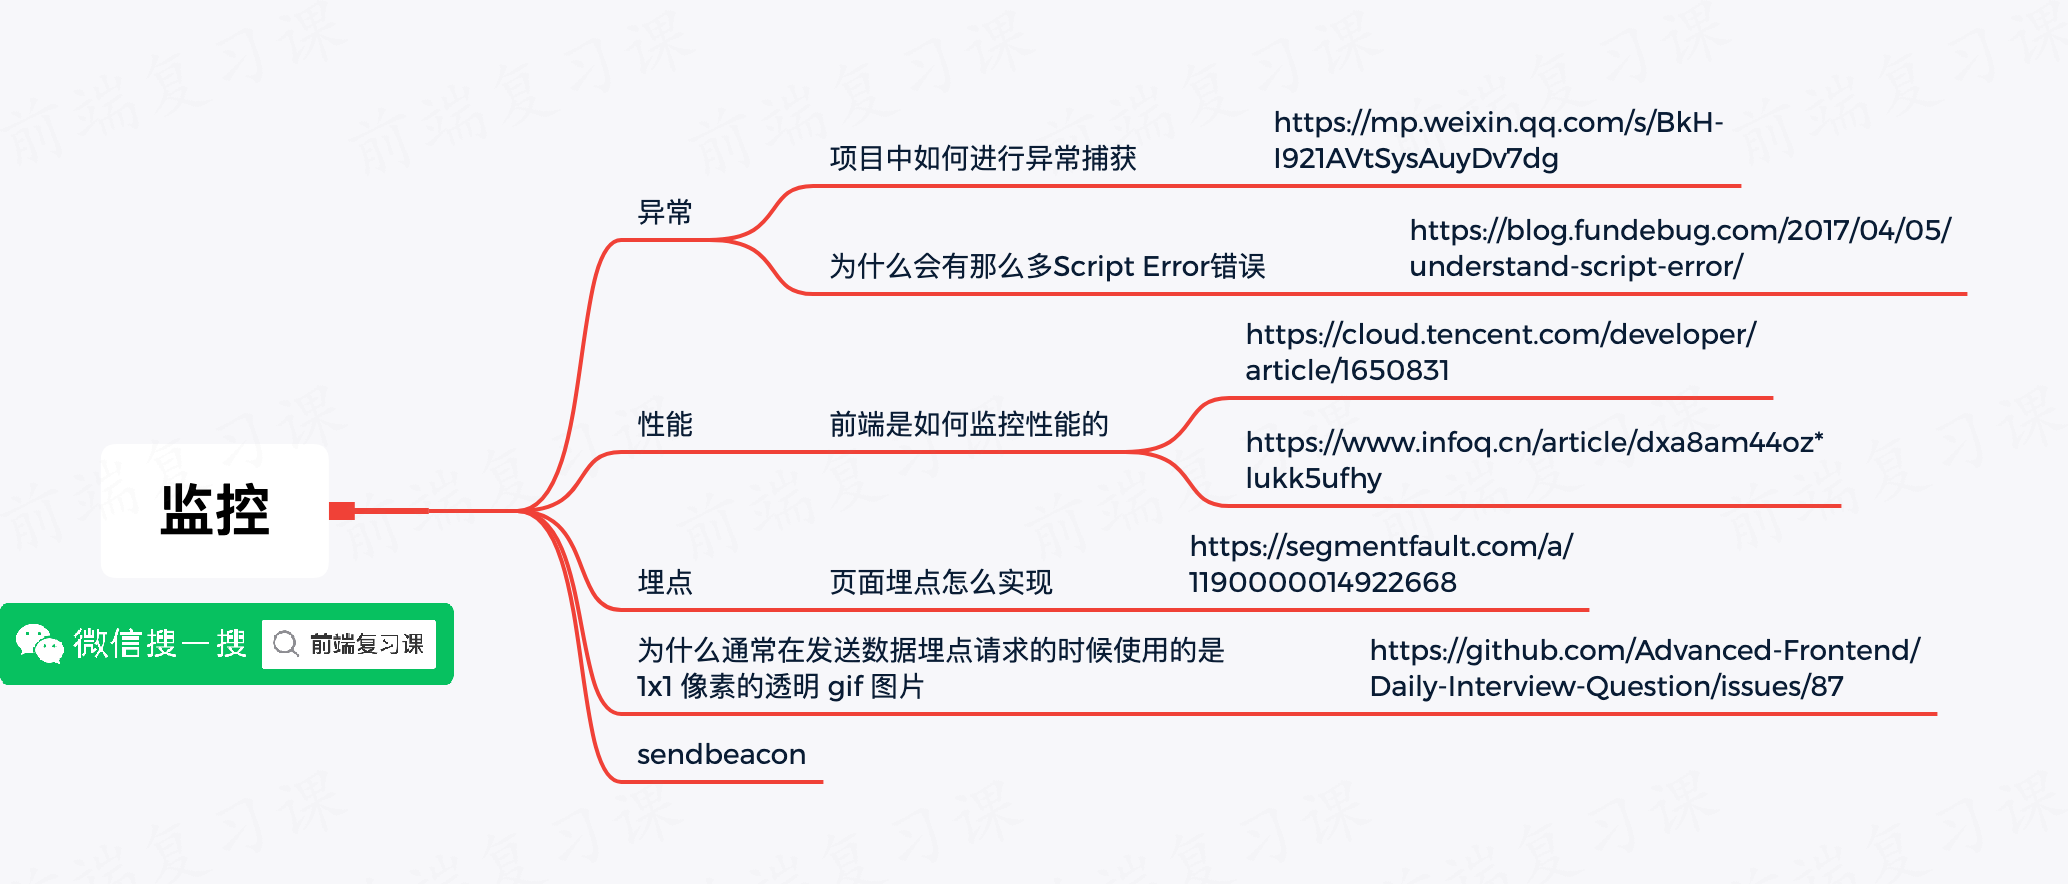 监控
异常
项目中如何进行异常捕获
https://mp.weixin.qq.com/s/BkH-
I921AVtSysAuyDv7dg
为什么会有那么多Script Error错误
https://blog.fundebug.com/2017/04/05/
understand-script-error/
性能
前端是如何监控性能的
https://cloud.tencent.com/developer/
article/1650831
https://www.infoq.cn/article/dxa8am44oz*
lukk5ufhy
埋点
页面埋点怎么实现
https://segmentfault.com/a/
1190000014922668
为什么通常在发送数据埋点请求的时候使用的是
1x1 像素的透明 gif 图片
https://github.com/Advanced-Frontend/
Daily-Interview-Question/issues/87
sendbeacon
微信搜一搜
前端复习课